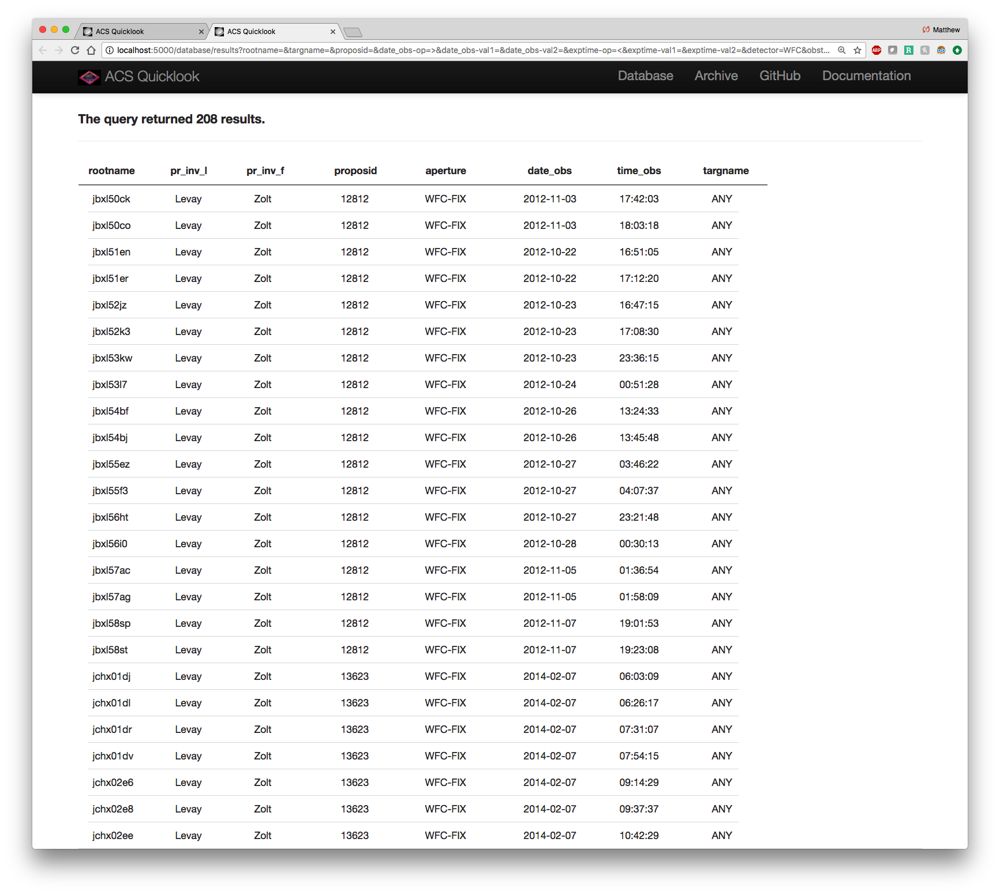 ACS Quicklook ACS Quicklook Matthew
localhost:5000/database/results?rootname=&targname=&proposid=&date_obs-op=>&date_obs-val1=&date_obs-val2=&exptime-op=<&exptime-val1=&exptime-val2=&detector=WFC&obst... ABP R
ACS Quicklook Database Archive GitHub Documentation
The query returned 208 results.
rootname pr_inv_l pr_inv_f proposid aperture date_obs time_obs targname
jbxl50ck Levay Zolt 12812 WFC-FIX 2012-11-03 17:42:03 ANY
jbxl50co Levay Zolt 12812 WFC-FIX 2012-11-03 18:03:18 ANY
jbxl51en Levay Zolt 12812 WFC-FIX 2012-10-22 16:51:05 ANY
jbxl51er Levay Zolt 12812 WFC-FIX 2012-10-22 17:12:20 ANY
jbxl52jz Levay Zolt 12812 WFC-FIX 2012-10-23 16:47:15 ANY
jbxl52k3 Levay Zolt 12812 WFC-FIX 2012-10-23 17:08:30 ANY
jbxl53kw Levay Zolt 12812 WFC-FIX 2012-10-23 23:36:15 ANY
jbxl53l7 Levay Zolt 12812 WFC-FIX 2012-10-24 00:51:28 ANY
jbxl54bf Levay Zolt 12812 WFC-FIX 2012-10-26 13:24:33 ANY
jbxl54bj Levay Zolt 12812 WFC-FIX 2012-10-26 13:45:48 ANY
jbxl55ez Levay Zolt 12812 WFC-FIX 2012-10-27 03:46:22 ANY
jbxl55f3 Levay Zolt 12812 WFC-FIX 2012-10-27 04:07:37 ANY
jbxl56ht Levay Zolt 12812 WFC-FIX 2012-10-27 23:21:48 ANY
jbxl56i0 Levay Zolt 12812 WFC-FIX 2012-10-28 00:30:13 ANY
jbxl57ac Levay Zolt 12812 WFC-FIX 2012-11-05 01:36:54 ANY
jbxl57ag Levay Zolt 12812 WFC-FIX 2012-11-05 01:58:09 ANY
jbxl58sp Levay Zolt 12812 WFC-FIX 2012-11-07 19:01:53 ANY
jbxl58st Levay Zolt 12812 WFC-FIX 2012-11-07 19:23:08 ANY
jchx01dj Levay Zolt 13623 WFC-FIX 2014-02-07 06:03:09 ANY
jchx01dl Levay Zolt 13623 WFC-FIX 2014-02-07 06:26:17 ANY
jchx01dr Levay Zolt 13623 WFC-FIX 2014-02-07 07:31:07 ANY
jchx01dv Levay Zolt 13623 WFC-FIX 2014-02-07 07:54:15 ANY
jchx02e6 Levay Zolt 13623 WFC-FIX 2014-02-07 09:14:29 ANY
jchx02e8 Levay Zolt 13623 WFC-FIX 2014-02-07 09:37:37 ANY
jchx02ee Levay Zolt 13623 WFC-FIX 2014-02-07 10:42:29 ANY